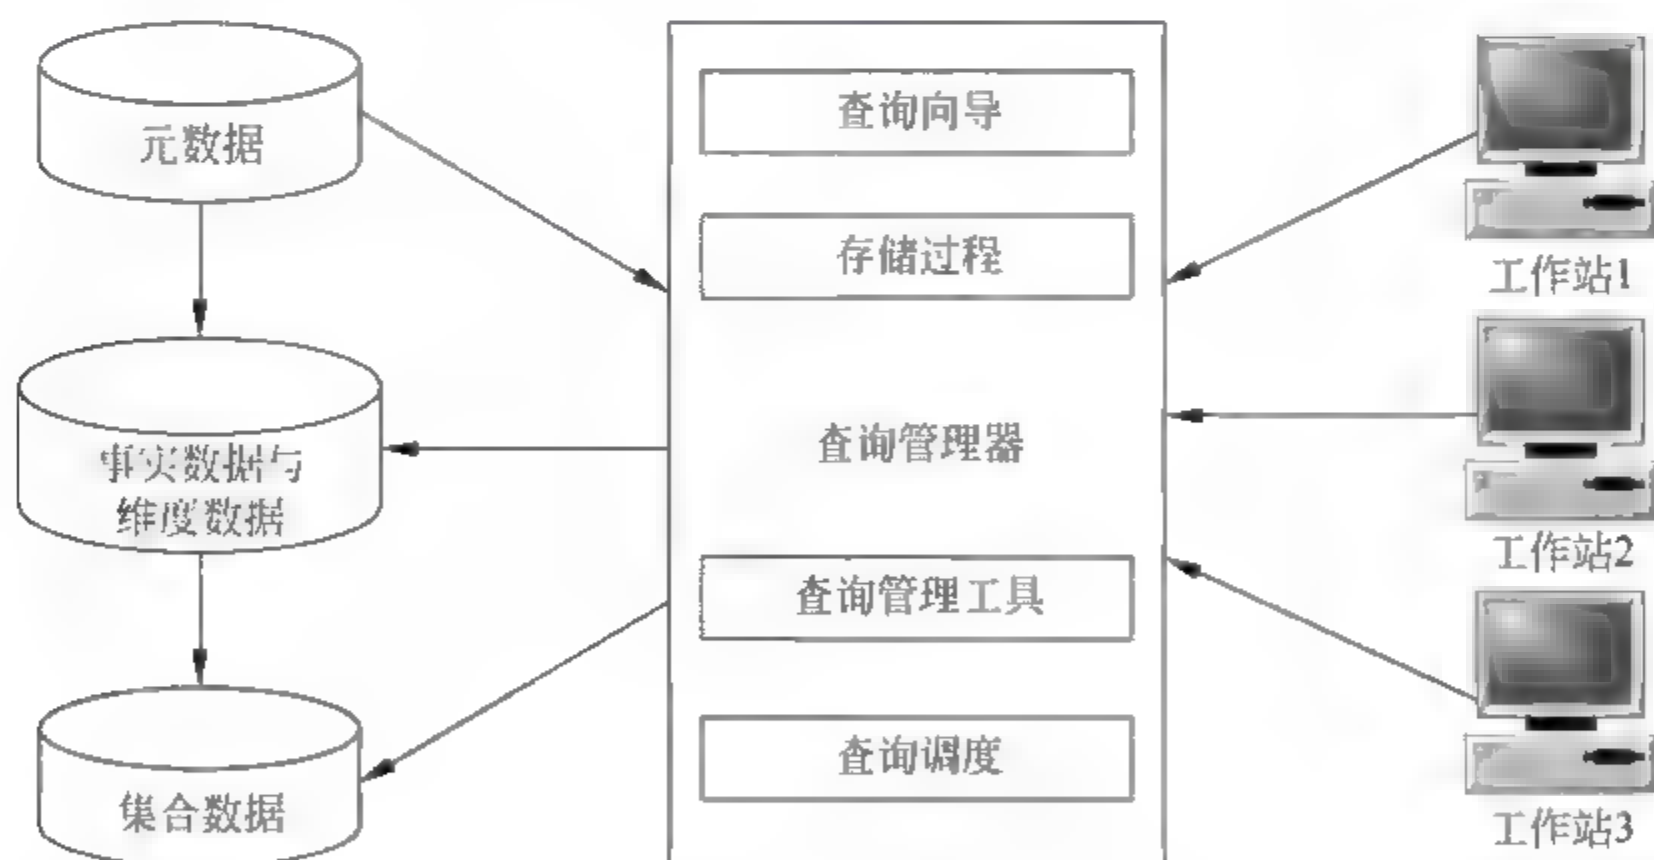 元数据
事实数据与
维度数据
集合数据
查询向导
存储过程
查询管理器
查询管理工具
查询调度
工作站1
工作站2
工作站3